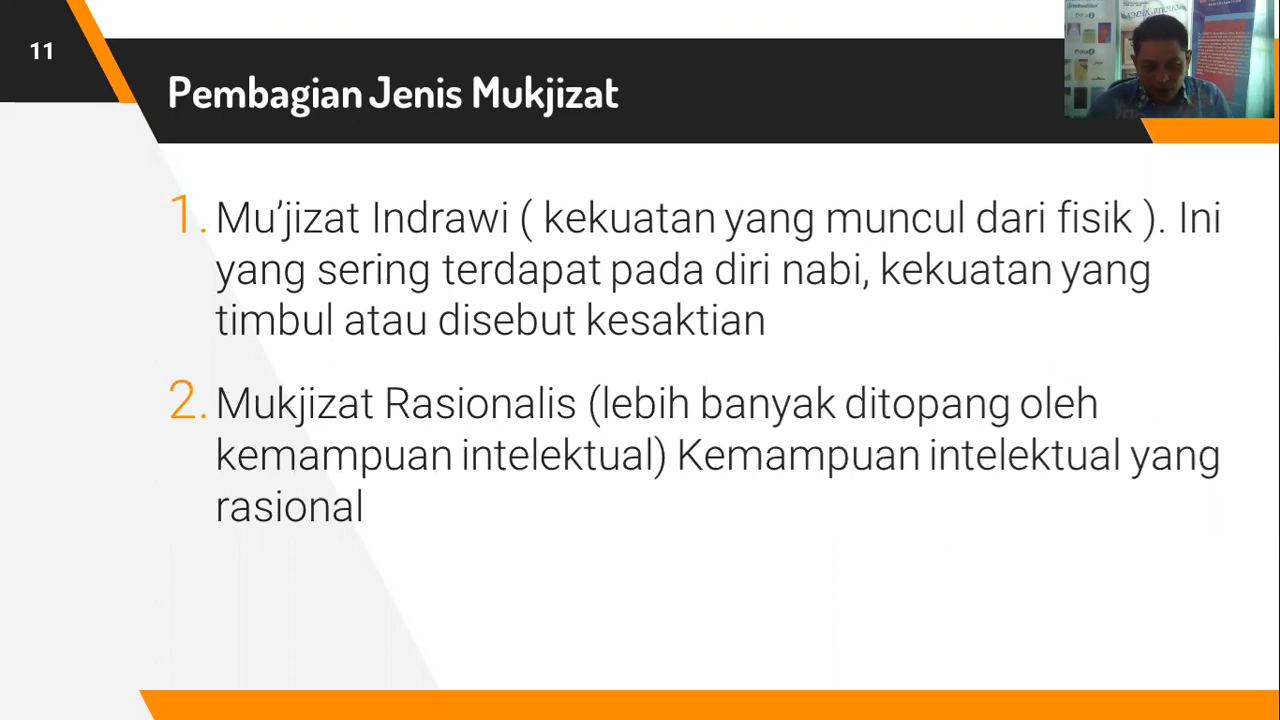 11
Pembagian Jenis Mukjizat
1. Mu’jizat Indrawi ( kekuatan yang muncul dari fisik ). Ini
yang sering terdapat pada diri nabi, kekuatan yang
timbul atau disebut kesaktian
2. Mukjizat Rasionalis (lebih banyak ditopang oleh
kemampuan intelektual) Kemampuan intelektual yang
rasional